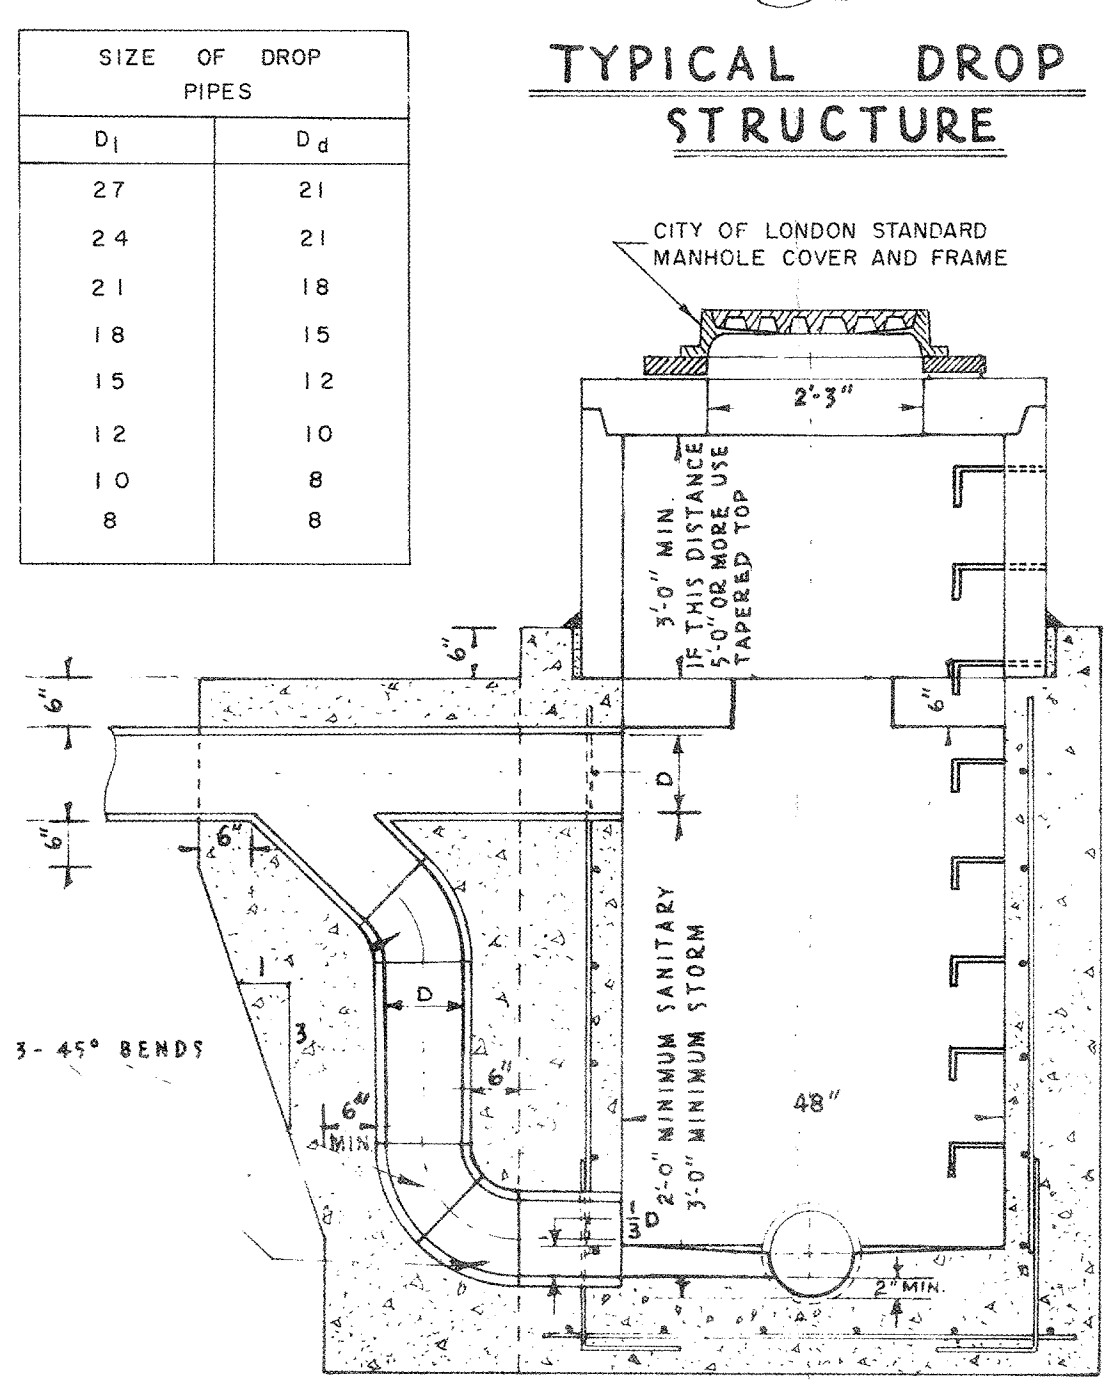 SIZE OF DROP
PIPES
D1 Dd
27 21
24 21
21 18
18 15
15 12
12 10
10 8
8 8
TYPICAL DROP
STRUCTURE
CITY OF LONDON STANDARD
MANHOLE COVER AND FRAME
2'-3"
3'-0" MIN.
IF THIS DISTANCE
5'-0" OR MORE USE
TAPERED TOP
6"
6"
6"
D
6"
6"
2'-0" MINIMUM SANITARY
3'-0" MINIMUM STORM
1
3
D
3-45° BENDS
6"
6"
MIN.
48"
1/3 D
2" MIN.